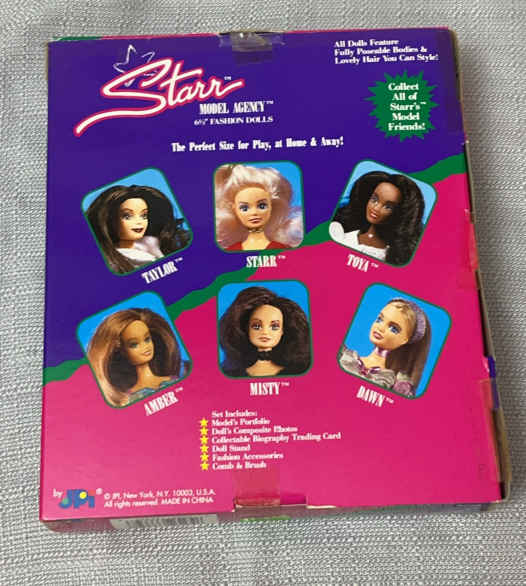 Starr™
MODEL AGENCY™
6½" FASHION DOLLS
All Dolls Feature
Fully Poseable Bodies &
Lovely Hair You Can Style!
Collect
All of
Starr's™
Model
Friends!
The Perfect Size for Play, at Home & Away!
TAYLOR™
STARR™
TOYA™
AMBER™
MISTY™
DAWN™
Set Includes:
Model's Portfolio
Doll's Composite Photos
Collectable Biography Trading Card
Doll Stand
Fashion Accessories
Comb & Brush
by JPI
© JPI, New York, N.Y. 10003, U.S.A.
All rights reserved. MADE IN CHINA